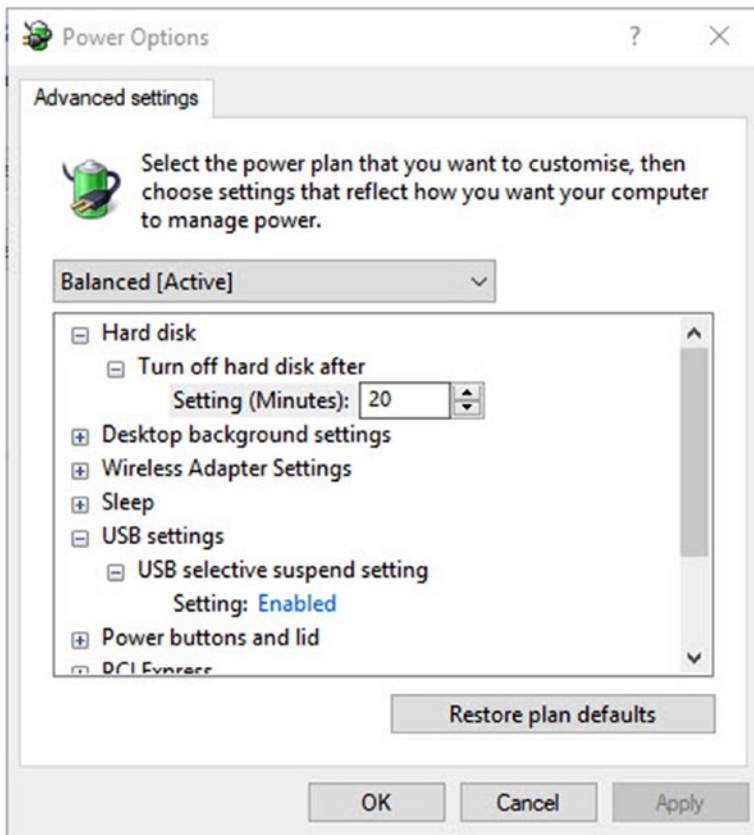 Power Options
Advanced settings
Select the power plan that you want to customise, then
choose settings that reflect how you want your computer
to manage power.
Balanced [Active]
Hard disk
Turn off hard disk after
Setting (Minutes): 20
Desktop background settings
Wireless Adapter Settings
Sleep
USB settings
USB selective suspend setting
Setting: Enabled
Power buttons and lid
PCI Express
Restore plan defaults
OK Cancel Apply